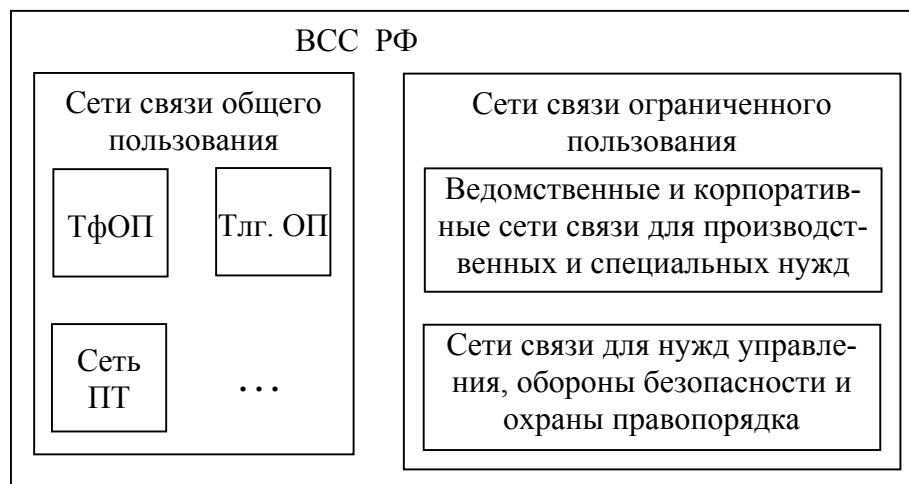 ВСС РФ
Сети связи общего
пользования
ТфОП
Тлг. ОП
Сеть
ПТ
...
Сети связи ограниченного
пользования
Ведомственные и корпоратив-
ные сети связи для производст-
венных и специальных нужд
Сети связи для нужд управле-
ния, обороны безопасности и
охраны правопорядка